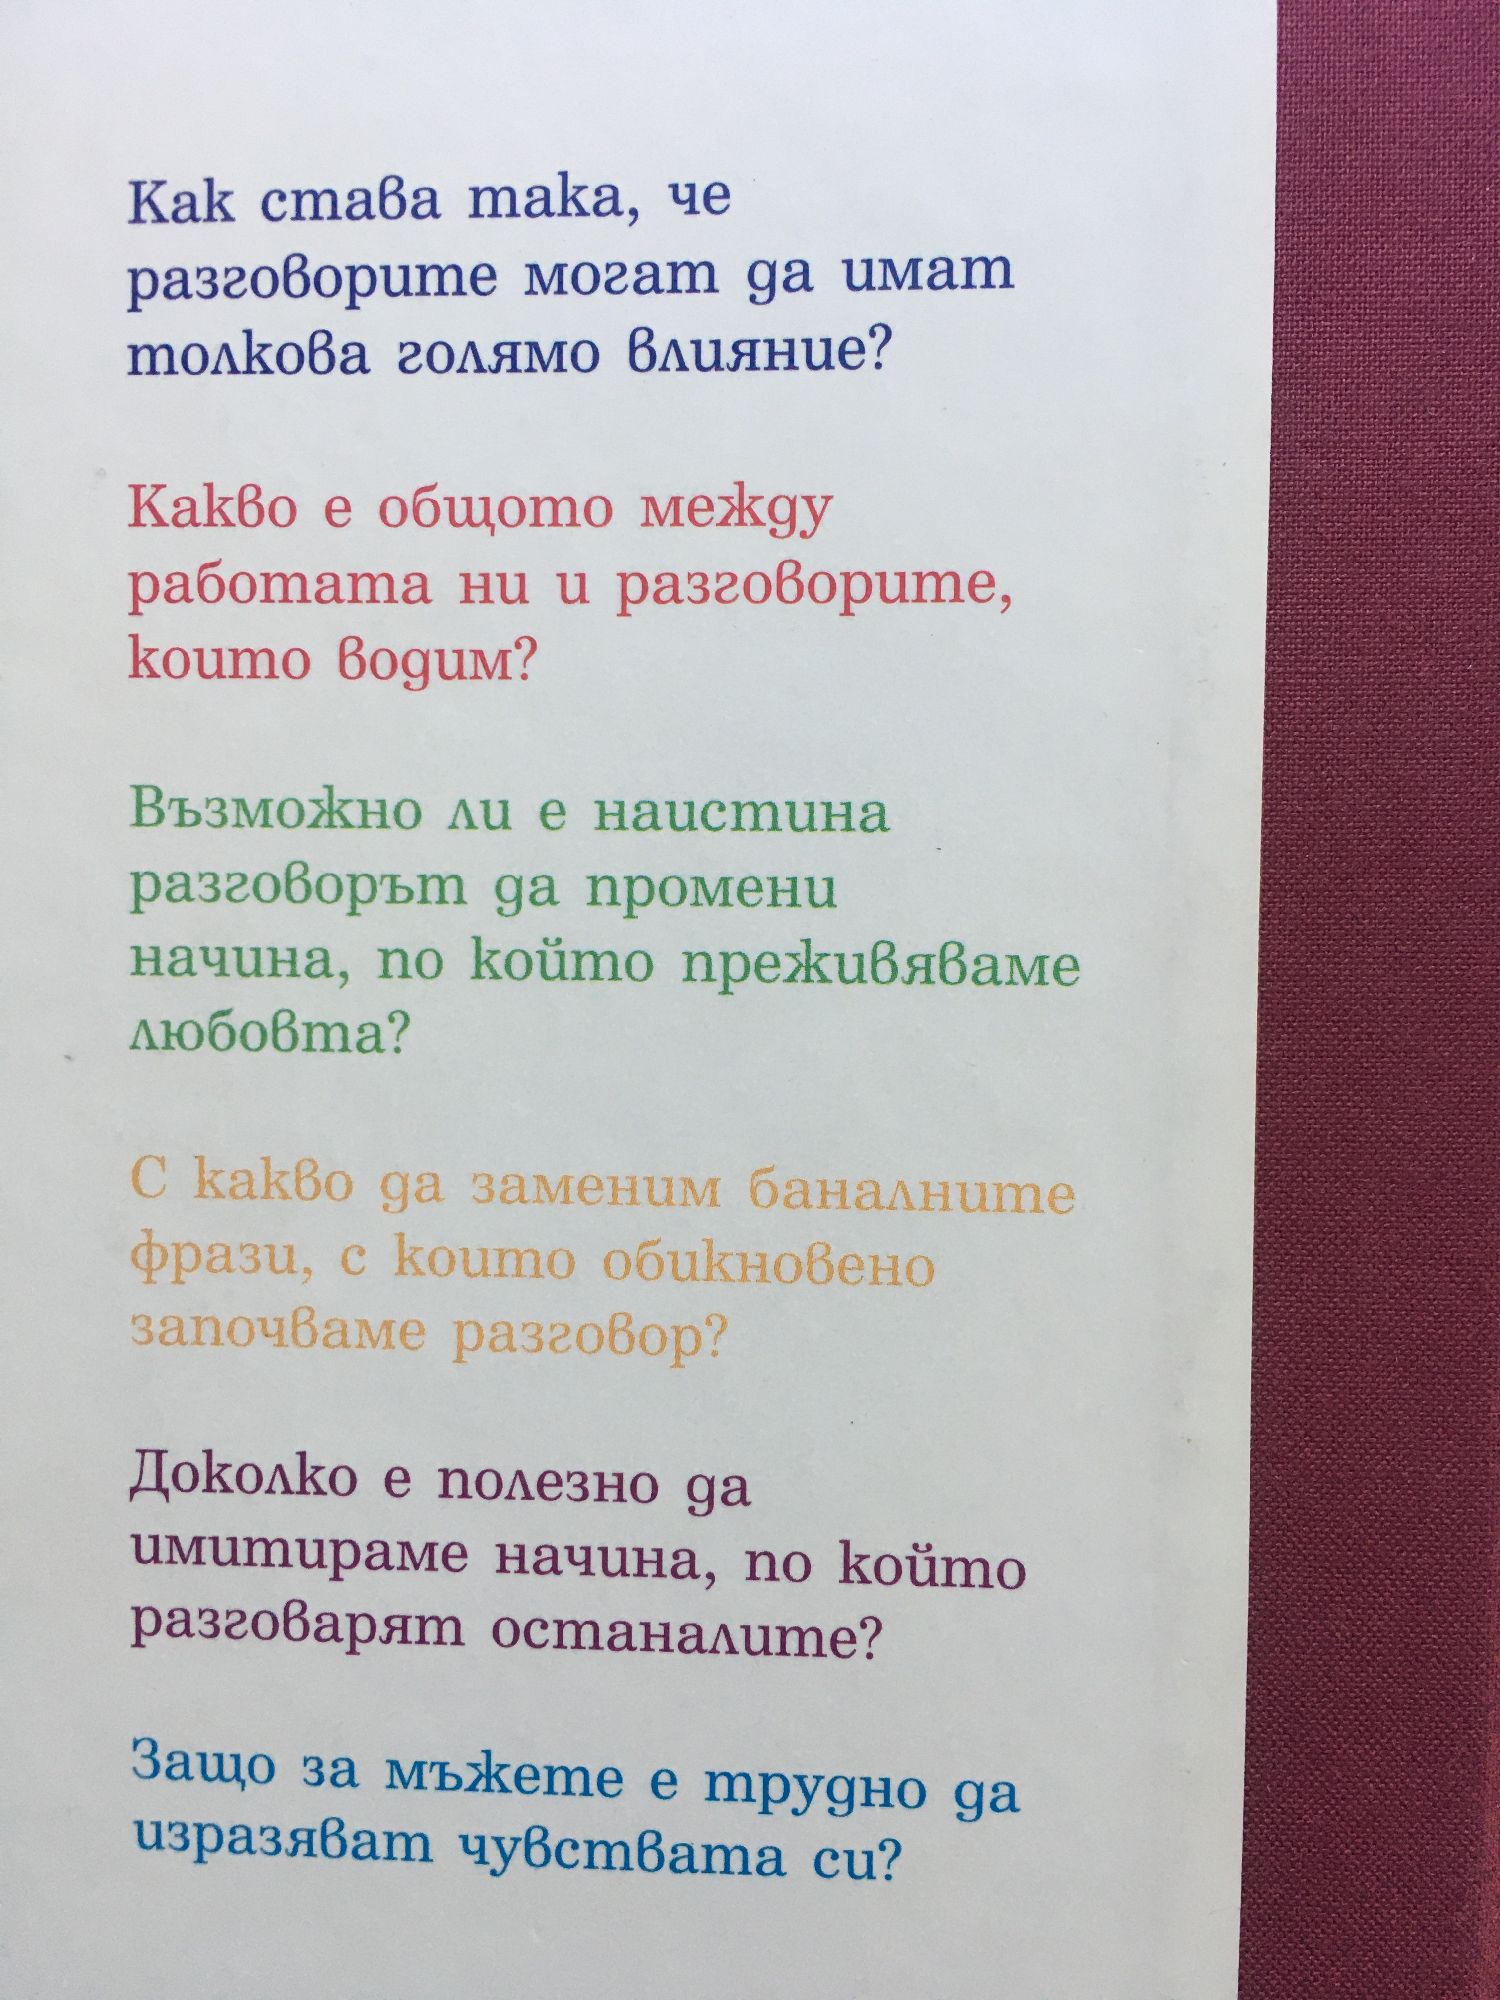 Как става така, че
разговорите могат да имат
толкова голямо влияние?
Какво е общото между
работата ни и разговорите,
които водим?
Възможно ли е наистина
разговорът да промени
начина, по който преживяваме
любовта?
С какво да заменим баналните
фрази, с които обикновено
започваме разговор?
Доколко е полезно да
имитираме начина, по който
разговарят останалите?
Защо за мъжете е трудно да
изразяват чувствата си?